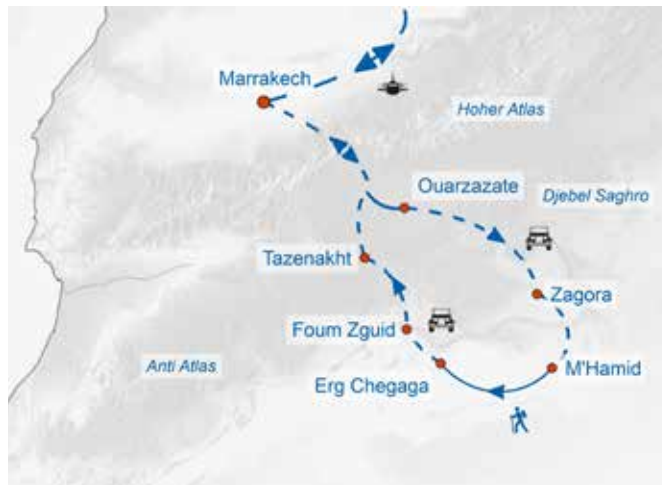 Marrakech
Hoher Atlas
Ouarzazate
Djebel Saghro
Tazenakht
Zagora
Foum Zguid
Anti Atlas
Erg Chegaga
M'Hamid